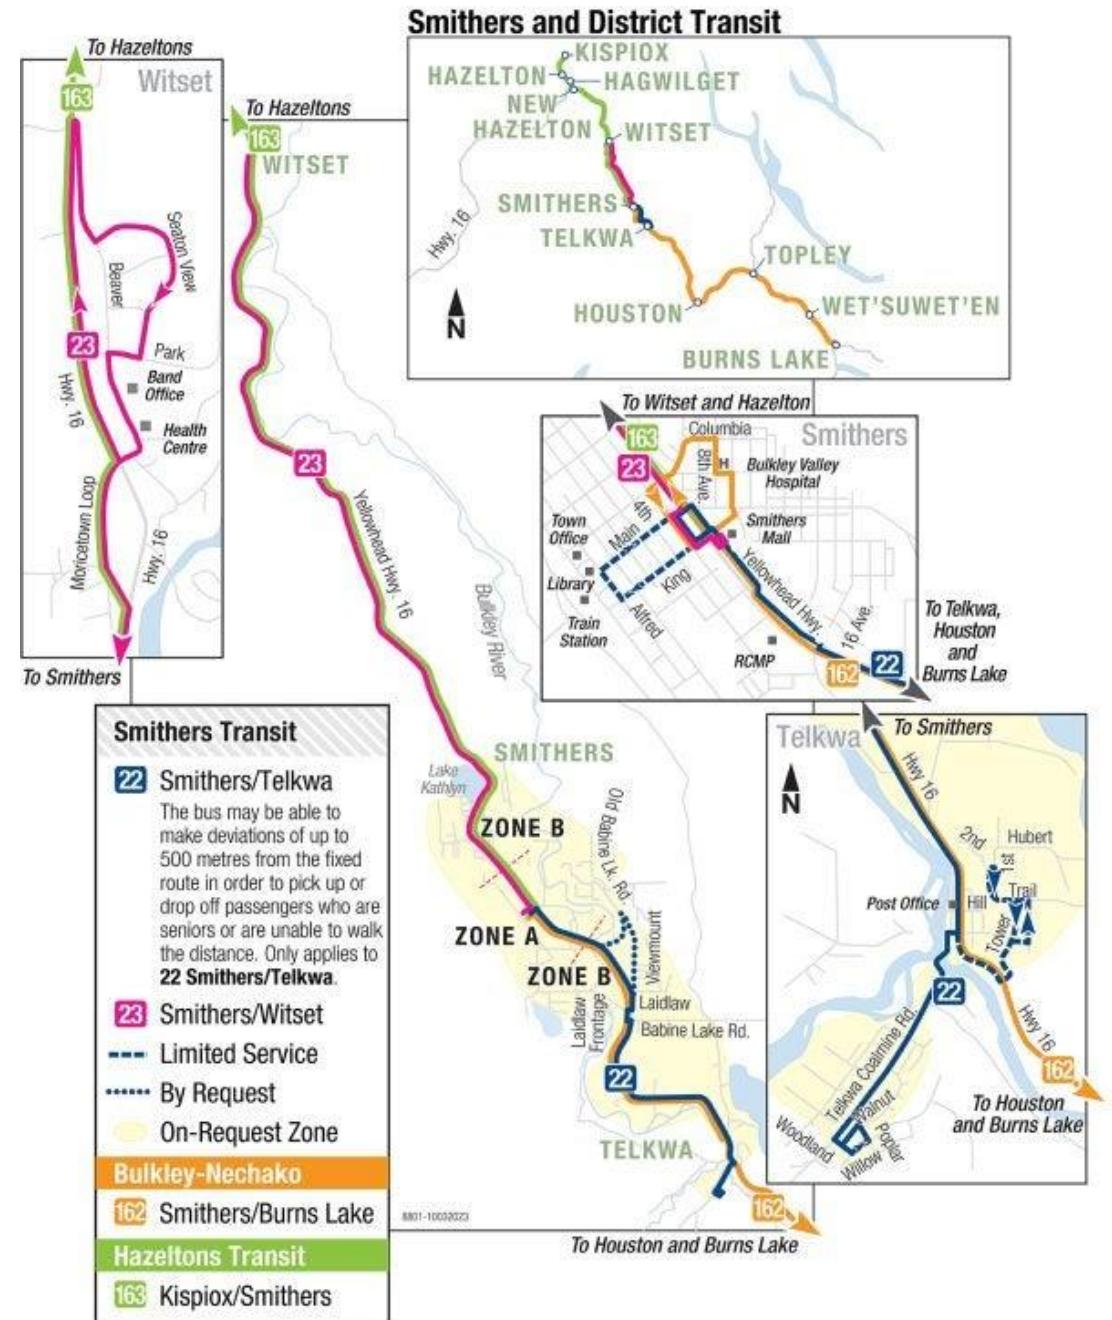 Smithers and District Transit
KISPIOX
HAZELTON
HAGWILGET
NEW
HAZELTON
WITSET
SMITHERS
TELKWA
TOPLEY
HOUSTON
WET'SUWET'EN
BURNS LAKE
Hwy. 16
N
To Hazeltons
163
Witset
Seaton View
Beaver
23
Park
Band
Office
Hwy. 16
Health
Centre
Moricetown Loop
Hwy. 16
To Smithers
To Hazeltons
163
WITSET
23
Yellowhead Hwy. 16
Bulkley River
SMITHERS
Lake
Kathlyn
ZONE B
Old Babine Lk. Rd.
ZONE A
Viewmount
ZONE B
Laidlaw
Frontage
Laidlaw
Babine Lake Rd.
22
TELKWA
162
To Houston and Burns Lake
8801-10032023
To Witset and Hazelton
163
Columbia
Smithers
23
8th Ave.
H
Bulkley Valley
Hospital
4th
Main
Town
Office
Smithers
Mall
Library
King
Yellowhead Hwy.
Alfred
Train
Station
16 Ave.
RCMP
162
22
To Telkwa,
Houston
and
Burns Lake
Telkwa
To Smithers
N
Hwy 16
2nd
Hubert
1st
Trail
Post Office
Hill
Tower
22
Hwy 16
162
Telkwa Coalmine Rd.
Walnut
Woodland
Poplar
Willow
To Houston
and Burns Lake
Smithers Transit
22 Smithers/Telkwa
The bus may be able to
make deviations of up to
500 metres from the fixed
route in order to pick up or
drop off passengers who are
seniors or are unable to walk
the distance. Only applies to
22 Smithers/Telkwa.
23 Smithers/Witset
Limited Service
By Request
On-Request Zone
Bulkley-Nechako
162 Smithers/Burns Lake
Hazeltons Transit
163 Kispiox/Smithers